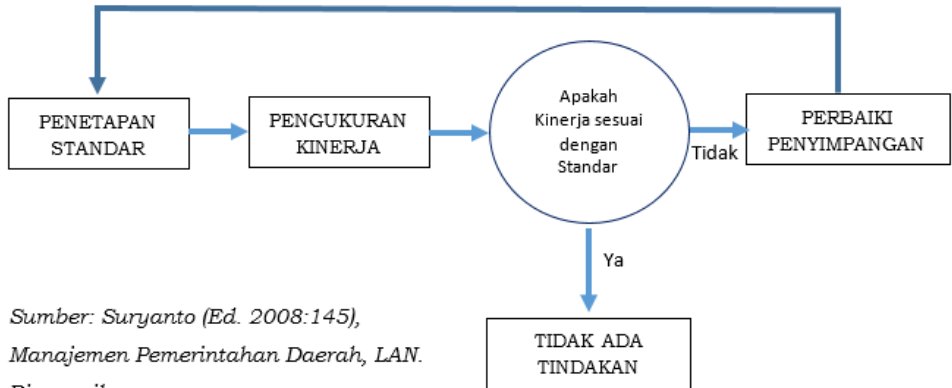 PENETAPAN
STANDAR
PENGUKURAN
KINERJA
Apakah
Kinerja sesuai
dengan
Standar
Tidak
PERBAIKI
PENYIMPANGAN
Ya
TIDAK ADA
TINDAKAN
Sumber: Suryanto (Ed. 2008:145),
Manajemen Pemerintahan Daerah, LAN.